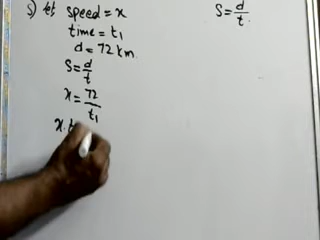 5) let, speed = x
S = d/t
time = t₁
d = 72 km.
S = d/t
x = 72/t₁
x.t